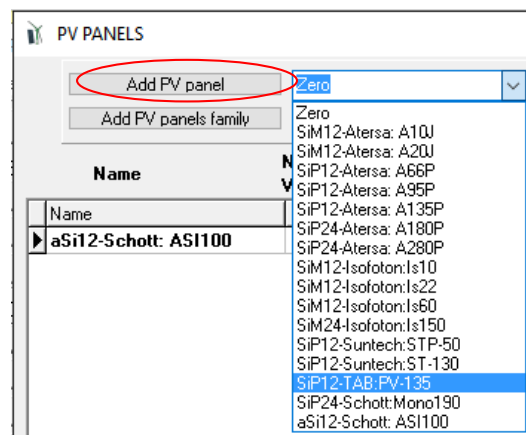 PV PANELS
Add PV panel
Zero
Add PV panels family
Zero
SiM12-Atersa: A10J
SiM12-Atersa: A20J
SiP12-Atersa: A66P
SiP12-Atersa: A95P
SiP12-Atersa: A135P
SiP24-Atersa: A180P
SiP24-Atersa: A280P
SiM12-Isofoton:Is10
SiM12-Isofoton:Is22
SiM12-Isofoton:Is60
SiM24-Isofoton:Is150
SiP12-Suntech:STP-50
SiP12-Suntech:ST-130
SiP12-TAB:PV-135
SiP24-Schott:Mono190
aSi12-Schott: ASI100
Name
N
V
Name
aSi12-Schott: ASI100